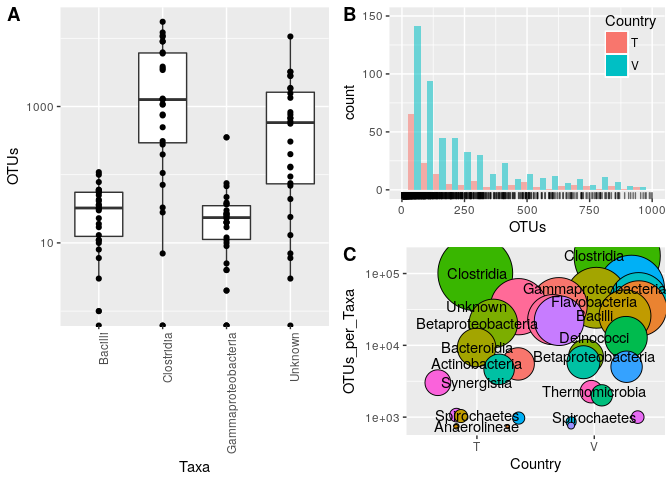 A
OTUs
1000
10
Bacilli
Clostridia
Gammaproteobacteria
Unknown
Taxa
B
count
150
100
50
0
0
250
500
750
1000
OTUs
Country
T
V
C
OTUs_per_Taxa
1e+05
1e+04
1e+03
Clostridia
Clostridia
Gammaproteobacteria
Flavobacteria
Unknown
Bacilli
Betaproteobacteria
Deinococci
Bacteroidia
Betaproteobacteria
Actinobacteria
Synergistia
Thermomicrobia
Spirochaetes
Spirochaetes
Anaerolineae
T
V
Country